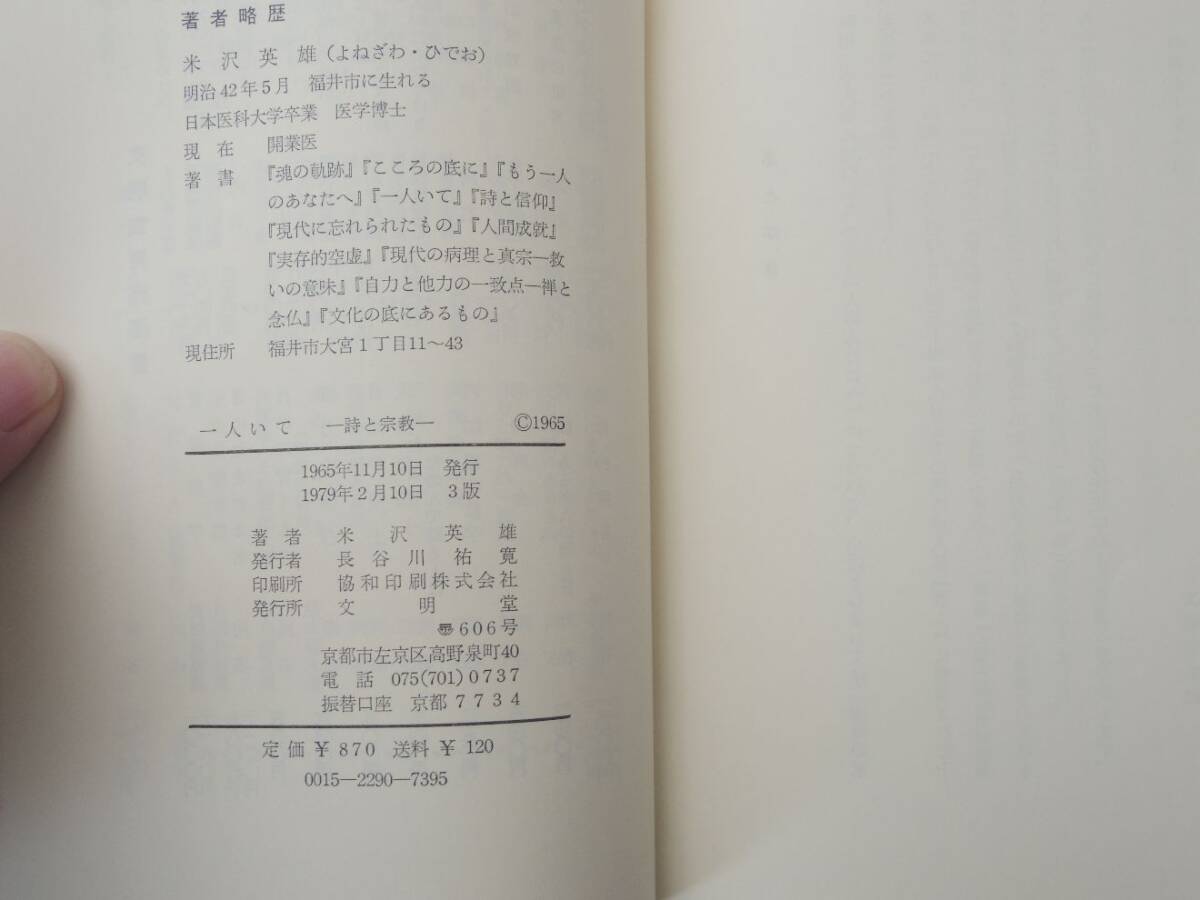 著者略歴
米沢英雄(よねざわ・ひでお)
明治42年5月 福井市に生れる
日本医科大学卒業 医学博士
現在 開業医
著書 『魂の軌跡』『こころの底に』『もう一人
のあなたへ』『一人いて』『詩と信仰』
『現代に忘れられたもの』『人間成就』
『実存的空虚』『現代の病理と真宗―救
いの意味』『自力と他力の一致点―禅と
念仏』『文化の底にあるもの』
現住所 福井市大宮1丁目11〜43
一人いて ―詩と宗教― ©1965
1965年11月10日 発行
1979年2月10日 3版
著者 米沢英雄
発行者 長谷川祐寛
印刷所 協和印刷株式会社
発行所 文明堂
606号
京都市左京区高野泉町40
電話 075(701)0737
振替口座 京都7734
定価¥870 送料¥120
0015―2290―7395